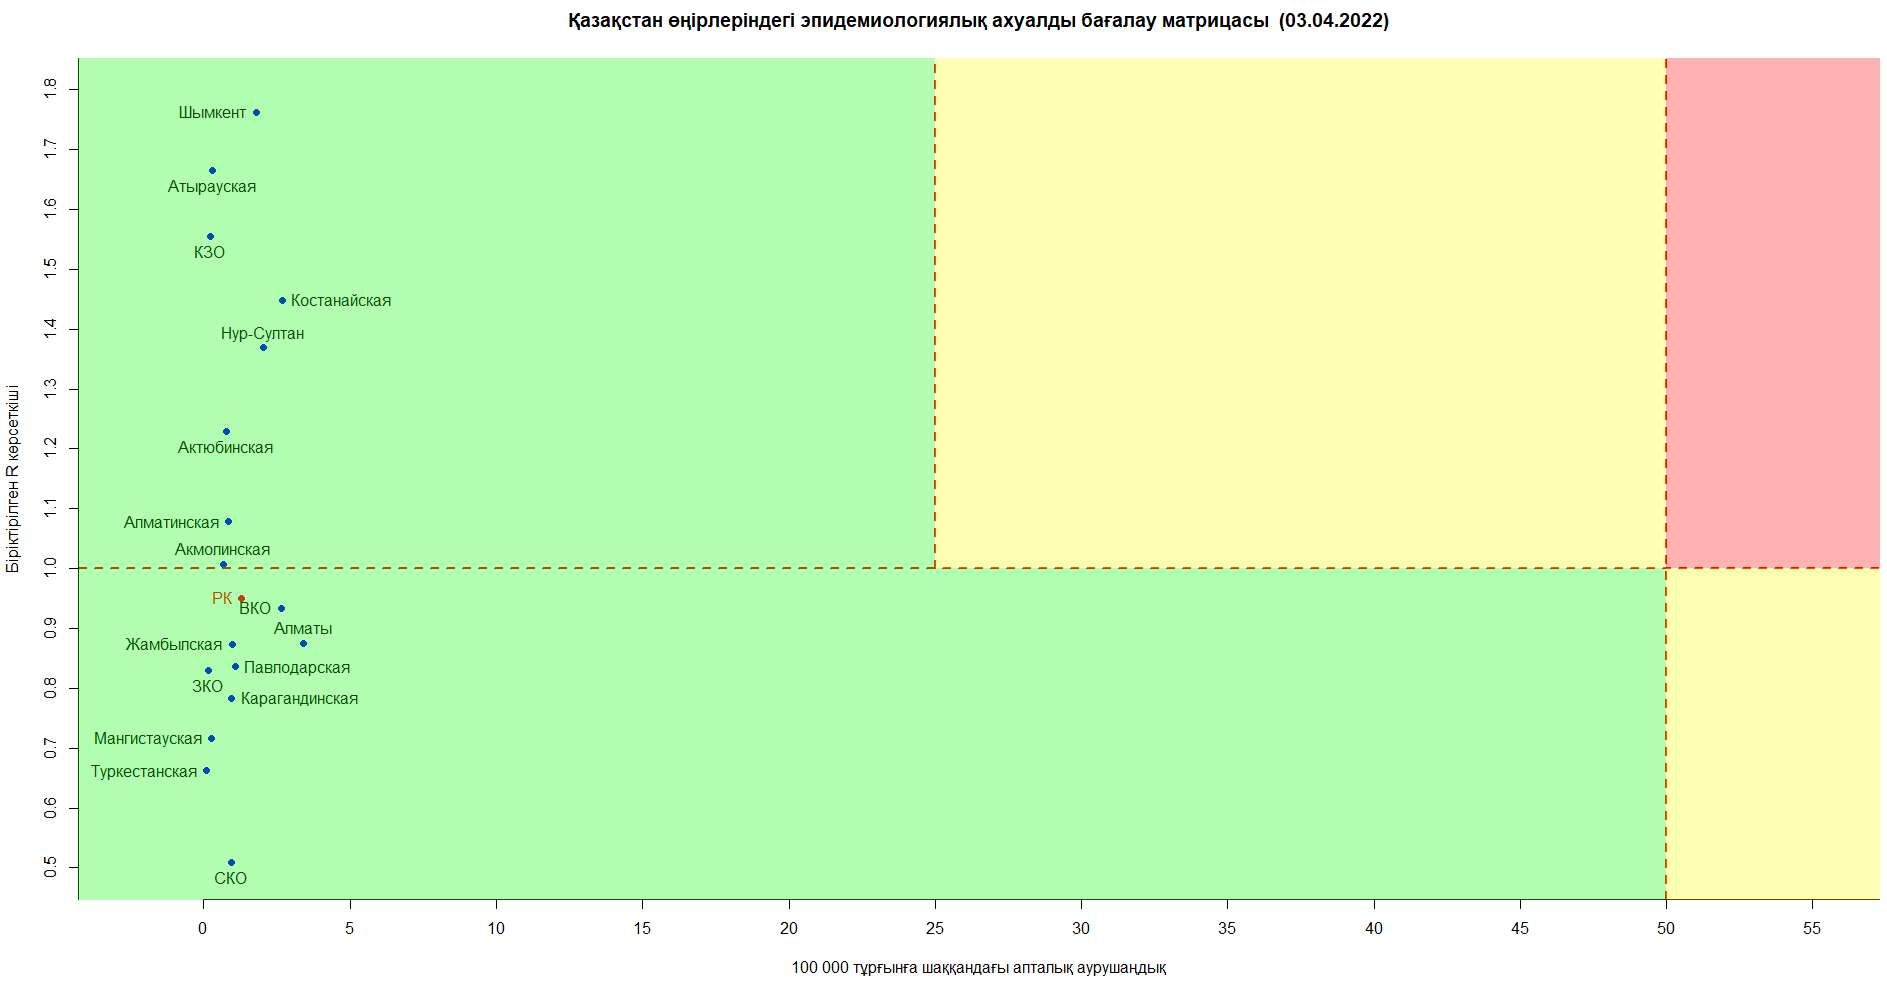 Қазақстан өңірлеріндегі эпидемиологиялық ахуалды бағалау матрицасы (03.04.2022)
Біріктірілген R көрсеткіші
1.8
1.7
1.6
1.5
1.4
1.3
1.2
1.1
1.0
0.9
0.8
0.7
0.6
0.5
Шымкент
Атырауская
КЗО
Костанайская
Нур-Султан
Актюбинская
Алматинская
Акмолинская
РК
ВКО
Алматы
Жамбылская
Павлодарская
ЗКО
Карагандинская
Мангистауская
Туркестанская
СКО
0 5 10 15 20 25 30 35 40 45 50 55
100 000 тұрғынға шаққандағы апталық аурушаңдық